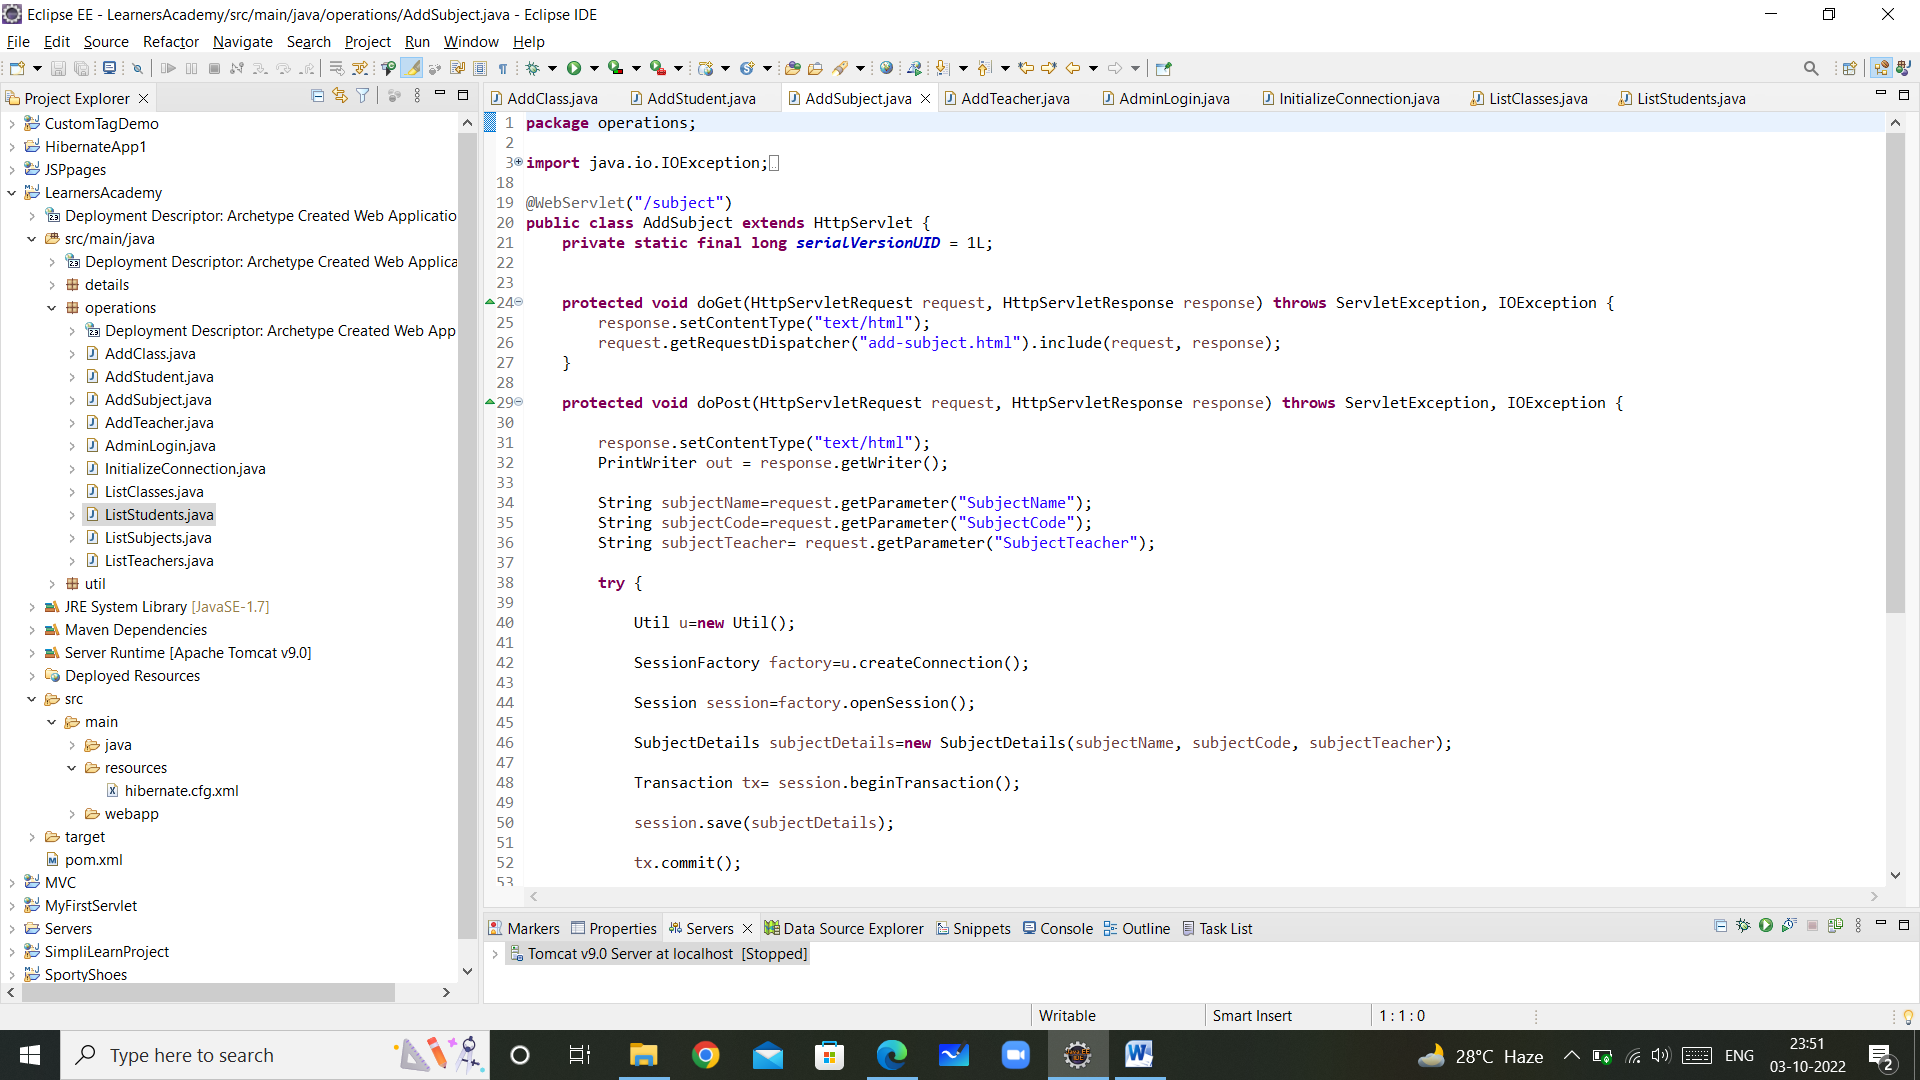 Eclipse EE - LearnersAcademy/src/main/java/operations/AddSubject.java - Eclipse IDE
File Edit Source Refactor Navigate Search Project Run Window Help
Project Explorer
AddClass.java AddStudent.java AddSubject.java AddTeacher.java AdminLogin.java InitializeConnection.java ListClasses.java ListStudents.java
CustomTagDemo
HibernateApp1
JSPpages
LearnersAcademy
Deployment Descriptor: Archetype Created Web Applicatio
src/main/java
Deployment Descriptor: Archetype Created Web Applica
details
operations
Deployment Descriptor: Archetype Created Web App
AddClass.java
AddStudent.java
AddSubject.java
AddTeacher.java
AdminLogin.java
InitializeConnection.java
ListClasses.java
ListStudents.java
ListSubjects.java
ListTeachers.java
util
JRE System Library [JavaSE-1.7]
Maven Dependencies
Server Runtime [Apache Tomcat v9.0]
Deployed Resources
src
main
java
resources
hibernate.cfg.xml
webapp
target
pom.xml
MVC
MyFirstServlet
Servers
SimpliLearnProject
SportyShoes
1 package operations;
2
3 import java.io.IOException;
18
19 @WebServlet("/subject")
20 public class AddSubject extends HttpServlet {
21 private static final long serialVersionUID = 1L;
22
23
24 protected void doGet(HttpServletRequest request, HttpServletResponse response) throws ServletException, IOException {
25 response.setContentType("text/html");
26 request.getRequestDispatcher("add-subject.html").include(request, response);
27 }
28
29 protected void doPost(HttpServletRequest request, HttpServletResponse response) throws ServletException, IOException {
30
31 response.setContentType("text/html");
32 PrintWriter out = response.getWriter();
33
34 String subjectName=request.getParameter("SubjectName");
35 String subjectCode=request.getParameter("SubjectCode");
36 String subjectTeacher= request.getParameter("SubjectTeacher");
37
38 try {
39
40 Util u=new Util();
41
42 SessionFactory factory=u.createConnection();
43
44 Session session=factory.openSession();
45
46 SubjectDetails subjectDetails=new SubjectDetails(subjectName, subjectCode, subjectTeacher);
47
48 Transaction tx= session.beginTransaction();
49
50 session.save(subjectDetails);
51
52 tx.commit();
53
Markers Properties Servers Data Source Explorer Snippets Console Outline Task List
Tomcat v9.0 Server at localhost [Stopped]
Writable Smart Insert 1 : 1 : 0
Type here to search
28°C Haze ENG
23:51
03-10-2022
2